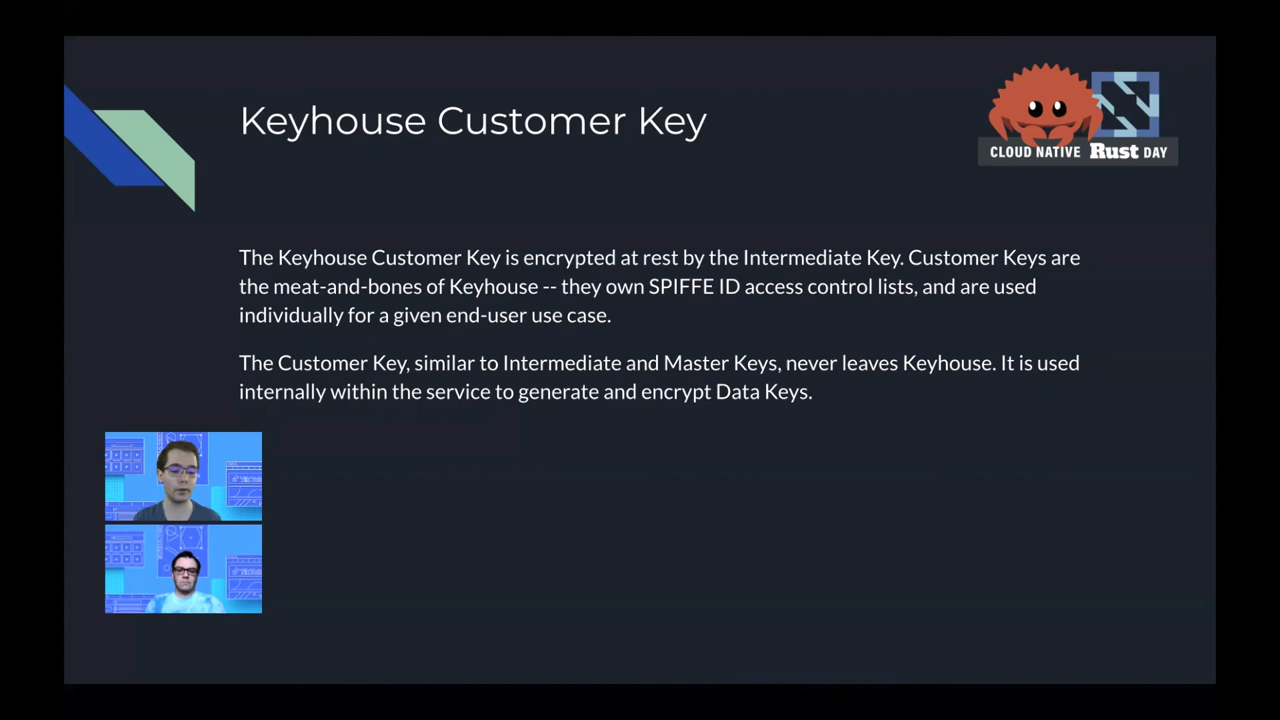 Keyhouse Customer Key
CLOUD NATIVE Rust DAY
The Keyhouse Customer Key is encrypted at rest by the Intermediate Key. Customer Keys are
the meat-and-bones of Keyhouse -- they own SPIFFE ID access control lists, and are used
individually for a given end-user use case.
The Customer Key, similar to Intermediate and Master Keys, never leaves Keyhouse. It is used
internally within the service to generate and encrypt Data Keys.